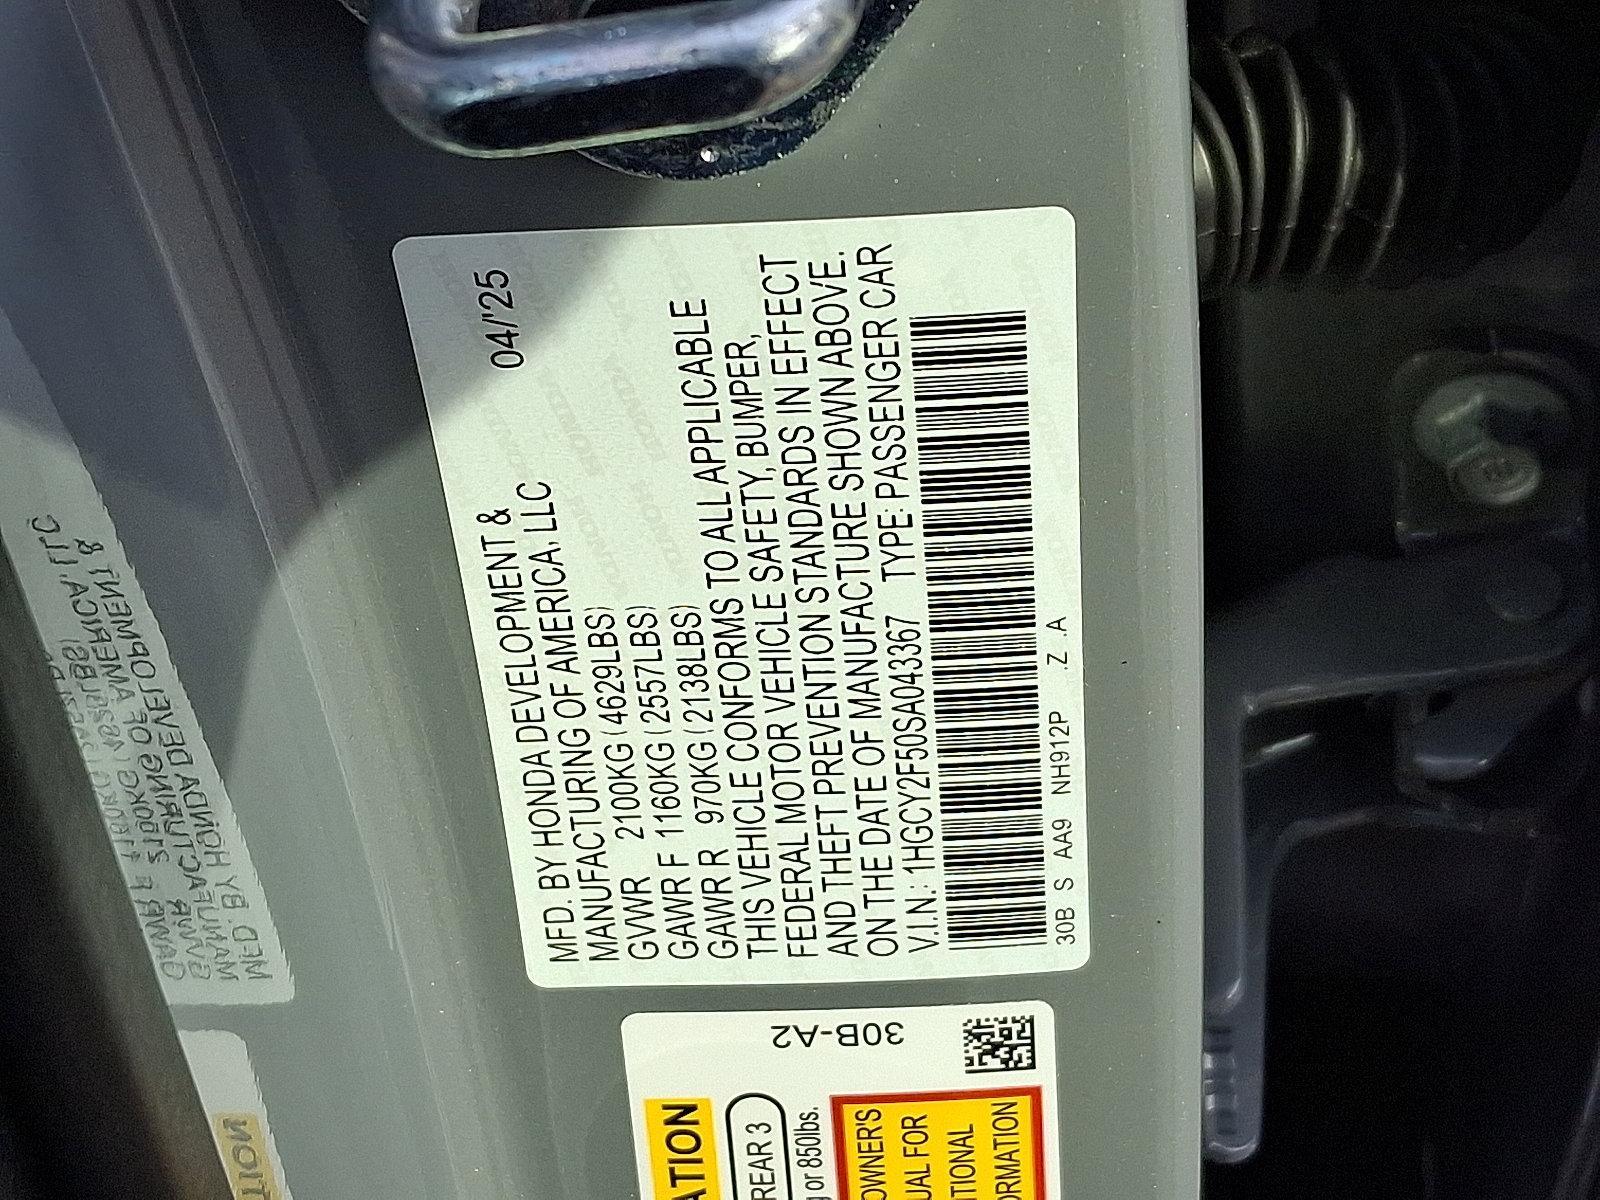 04/'25
MFD. BY HONDA DEVELOPMENT &
MANUFACTURING OF AMERICA, LLC
GVWR 2100KG (4629LBS)
GAWR F 1160KG (2557LBS)
GAWR R 970KG (2138LBS)
THIS VEHICLE CONFORMS TO ALL APPLICABLE
FEDERAL MOTOR VEHICLE SAFETY, BUMPER,
AND THEFT PREVENTION STANDARDS IN EFFECT
ON THE DATE OF MANUFACTURE SHOWN ABOVE.
V.I.N.: 1HGCY2F50SA043367 TYPE: PASSENGER CAR
30B S AA9 NH912P .Z .A
30B-A2
ATION
REAR 3
or 850lbs.
OWNER'S
UAL FOR
ITIONAL
ORMATION